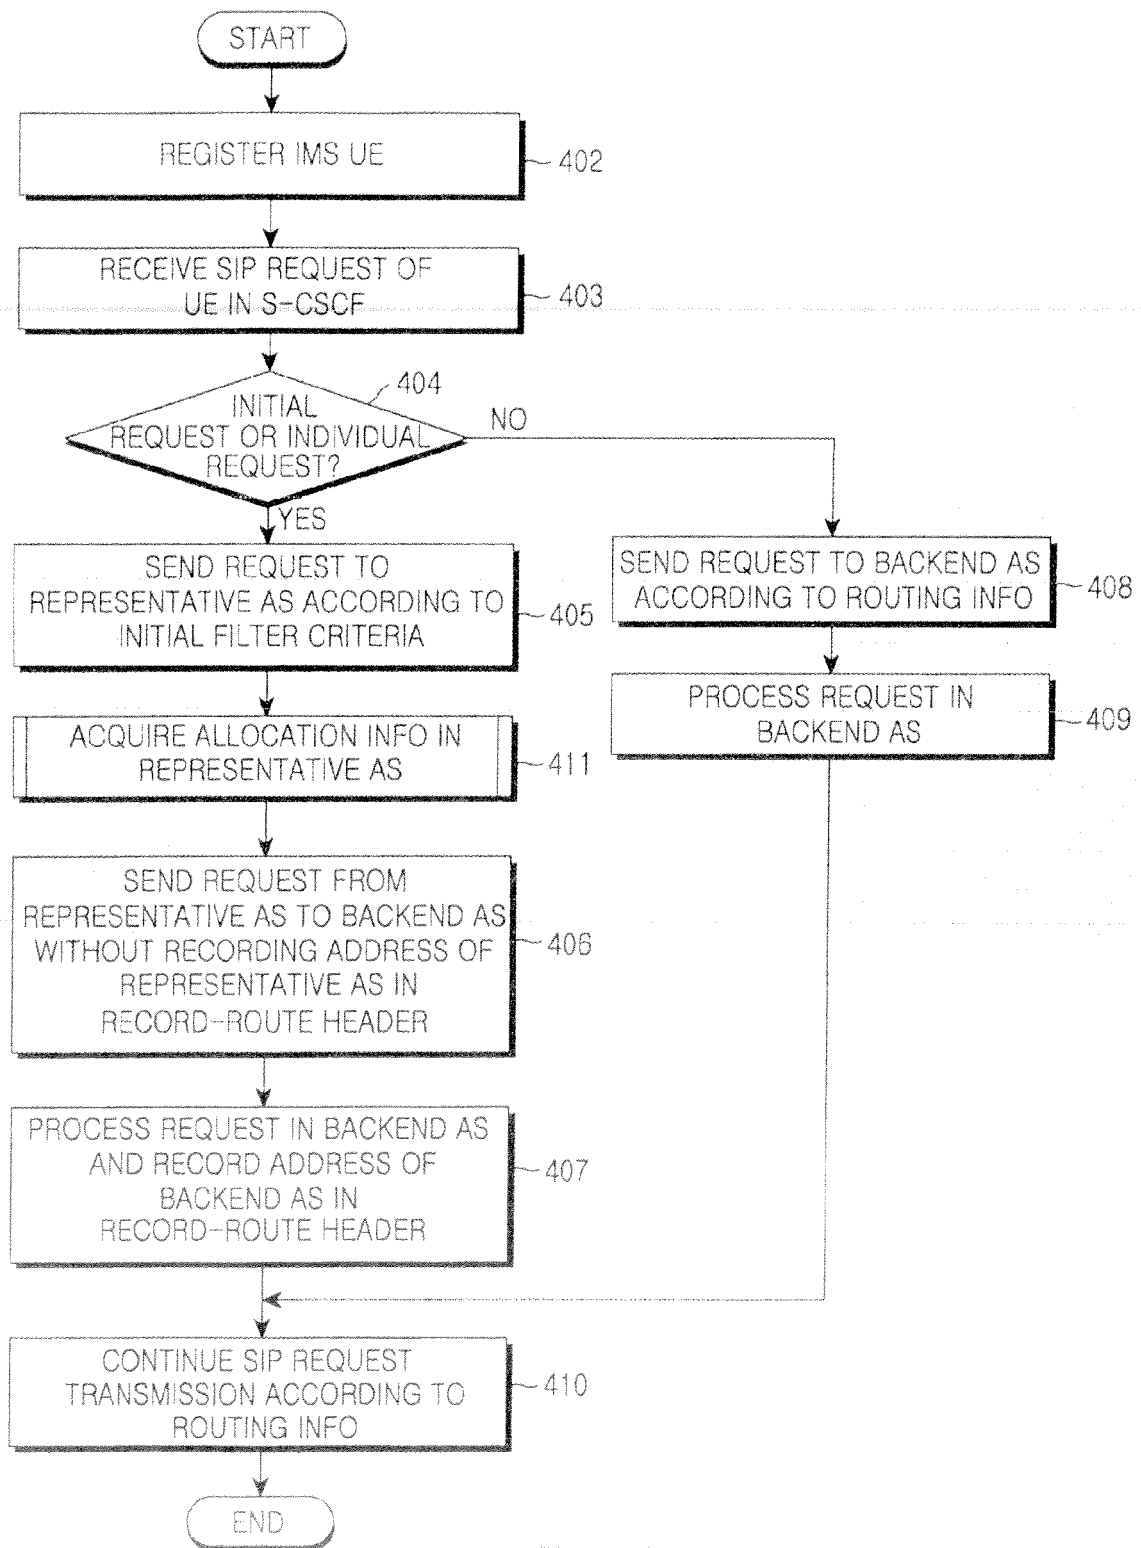 START
REGISTER IMS UE
402
RECEIVE SIP REQUEST OF
UE IN S-CSCF
403
404
INITIAL
REQUEST OR INDIVIDUAL
REQUEST?
NO
YES
SEND REQUEST TO
REPRESENTATIVE AS ACCORDING TO
INITIAL FILTER CRITERIA
405
SEND REQUEST TO BACKEND AS
ACCORDING TO ROUTING INFO
408
ACQUIRE ALLOCATION INFO IN
REPRESENTATIVE AS
411
PROCESS REQUEST IN
BACKEND AS
409
SEND REQUEST FROM
REPRESENTATIVE AS TO BACKEND AS
WITHOUT RECORDING ADDRESS OF
REPRESENTATIVE AS IN
RECORD-ROUTE HEADER
406
PROCESS REQUEST IN BACKEND AS
AND RECORD ADDRESS OF
BACKEND AS IN
RECORD-ROUTE HEADER
407
CONTINUE SIP REQUEST
TRANSMISSION ACCORDING TO
ROUTING INFO
410
END